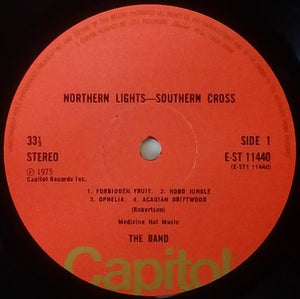 NORTHERN LIGHTS—SOUTHERN CROSS
33⅓
STEREO
SIDE 1
E-ST 11440
(E-ST1 11440)
℗ 1975
Capitol Records Inc.
1. FORBIDDEN FRUIT. 2. HOBO JUNGLE
3. OPHELIA. 4. ACADIAN DRIFTWOOD
(Robertson)
Medicine Hat Music
THE BAND
Capitol